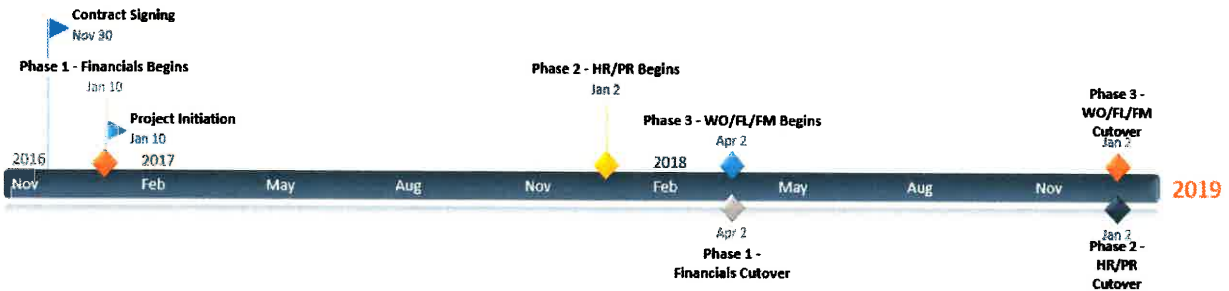 Contract Signing
Nov 30
Phase 1 - Financials Begins
Jan 10
Project Initiation
Jan 10
Phase 2 - HR/PR Begins
Jan 2
Phase 3 - WO/FL/FM Begins
Apr 2
Phase 3 -
WO/FL/FM
Cutover
Jan 2
2016
2017
2018
Nov
Feb
May
Aug
Nov
Feb
May
Aug
Nov
2019
Apr 2
Phase 1 -
Financials Cutover
Jan 2
Phase 2 -
HR/PR
Cutover